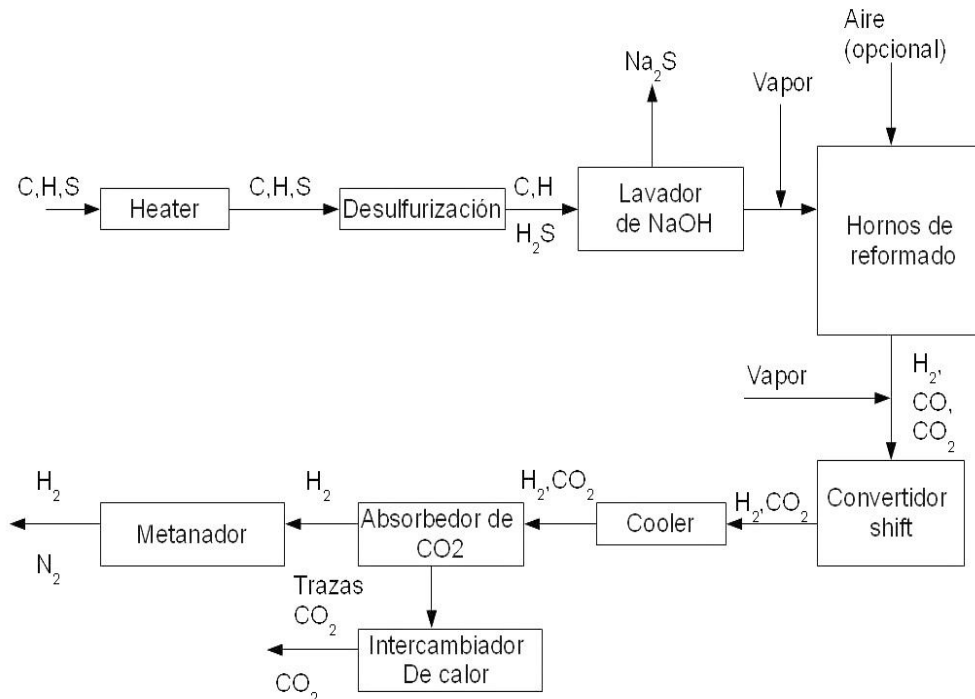 Aire
(opcional)
Na₂S
Vapor
C,H,S
Heater
C,H,S
Desulfurización
C,H
H₂S
Lavador
de NaOH
Hornos de
reformado
Vapor
H₂,
CO,
CO₂
Convertidor
shift
H₂,CO₂
Cooler
H₂,CO₂
Absorbedor de
CO2
H₂
Metanador
H₂
N₂
Trazas
CO₂
CO₂
Intercambiador
De calor